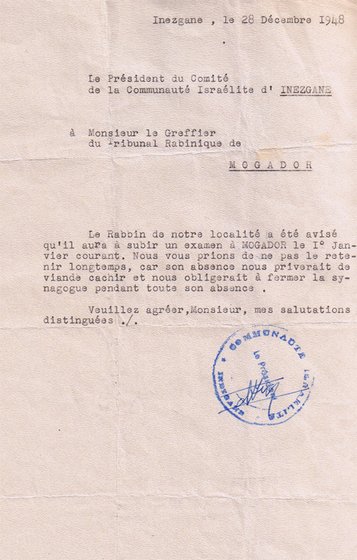 Inezgane , le 28 Décembre 1948
Le Président du Comité
de la Communauté Israélite d' INEZGANE
à Monsieur le Greffier
du Tribunal Rabinique de
MOGADOR
Le Rabbin de notre localité a été avisé
qu'il aura à subir un examen à MOGADOR le I° Jan-
vier courant. Nous vous prions de ne pas le rete-
nir longtemps, car son absence nous priverait de
viande cachir et nous obligerait à fermer la sy-
nagogue pendant toute son absence .
Veuillez agréer,Monsieur, mes salutations
distinguées ./.
COMMUNAUTE ISRAELITE
INEZGANE
Le Président